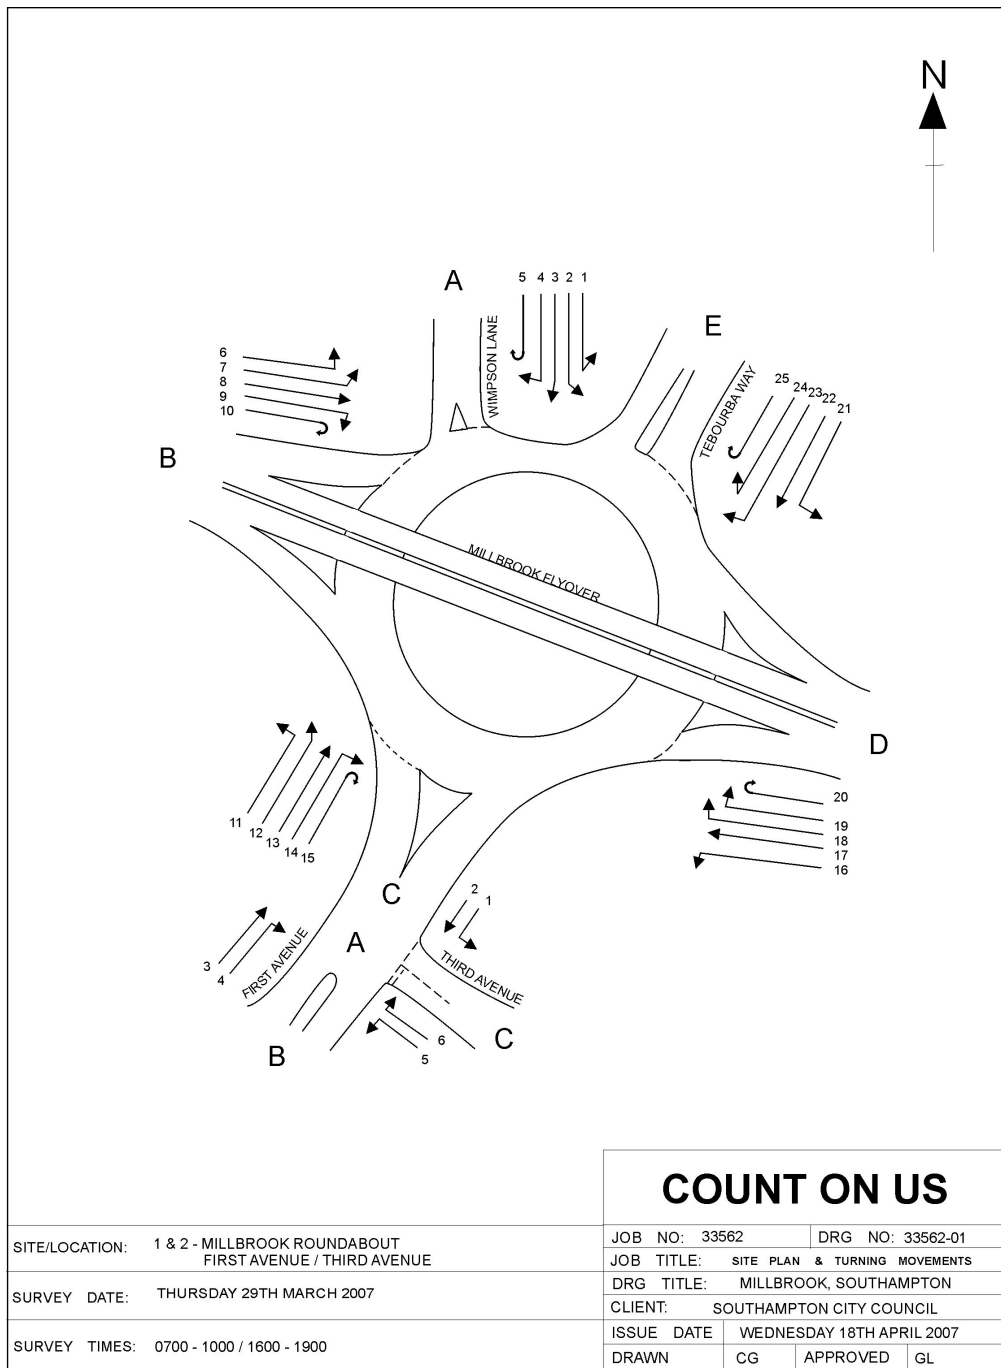 N
A
5 4 3 2 1
E
WIMPSON LANE
6
7
8
9
10
TEBOURBA WAY
25
24
23
22
21
B
MILLBROOK FLYOVER
D
20
19
18
17
16
11
12
13
14
15
C
2
1
A
3
4
FIRST AVENUE
THIRD AVENUE
6
5
C
B
COUNT ON US
JOB NO: 33562
DRG NO: 33562-01
JOB TITLE: SITE PLAN & TURNING MOVEMENTS
DRG TITLE: MILLBROOK, SOUTHAMPTON
CLIENT: SOUTHAMPTON CITY COUNCIL
ISSUE DATE WEDNESDAY 18TH APRIL 2007
DRAWN CG APPROVED GL
SITE/LOCATION: 1 & 2 - MILLBROOK ROUNDABOUT
FIRST AVENUE / THIRD AVENUE
SURVEY DATE: THURSDAY 29TH MARCH 2007
SURVEY TIMES: 0700 - 1000 / 1600 - 1900